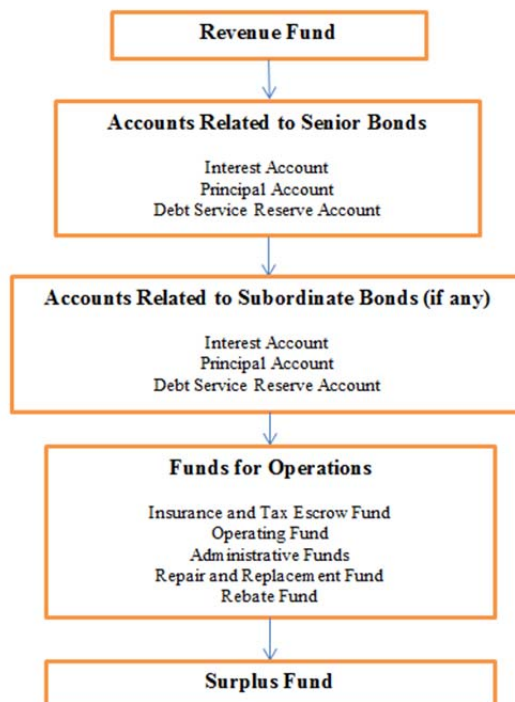 Revenue Fund
Accounts Related to Senior Bonds
Interest Account
Principal Account
Debt Service Reserve Account
Accounts Related to Subordinate Bonds (if any)
Interest Account
Principal Account
Debt Service Reserve Account
Funds for Operations
Insurance and Tax Escrow Fund
Operating Fund
Administrative Funds
Repair and Replacement Fund
Rebate Fund
Surplus Fund